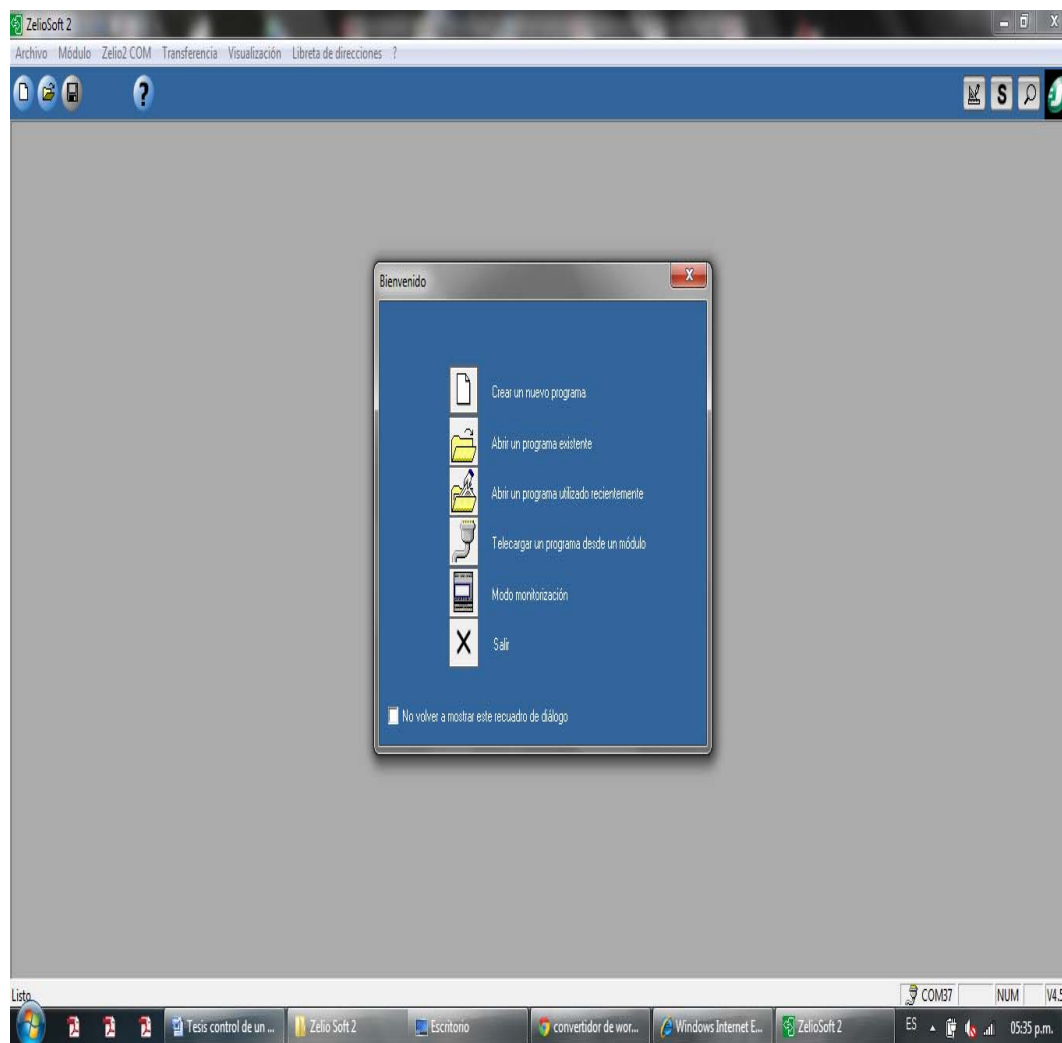 ZelioSoft 2
Archivo Módulo Zelio2 COM Transferencia Visualización Libreta de direcciones ?
?
S
Bienvenido
Crear un nuevo programa
Abrir un programa existente
Abrir un programa utilizado recientemente
Telecargar un programa desde un módulo
Modo monitorización
Salir
No volver a mostrar este recuadro de diálogo
Listo
COM37 NUM
Tesis control de un ... Zelio Soft 2 Escritorio convertidor de wor... Windows Internet E... ZelioSoft 2 ES 05:35 p.m.